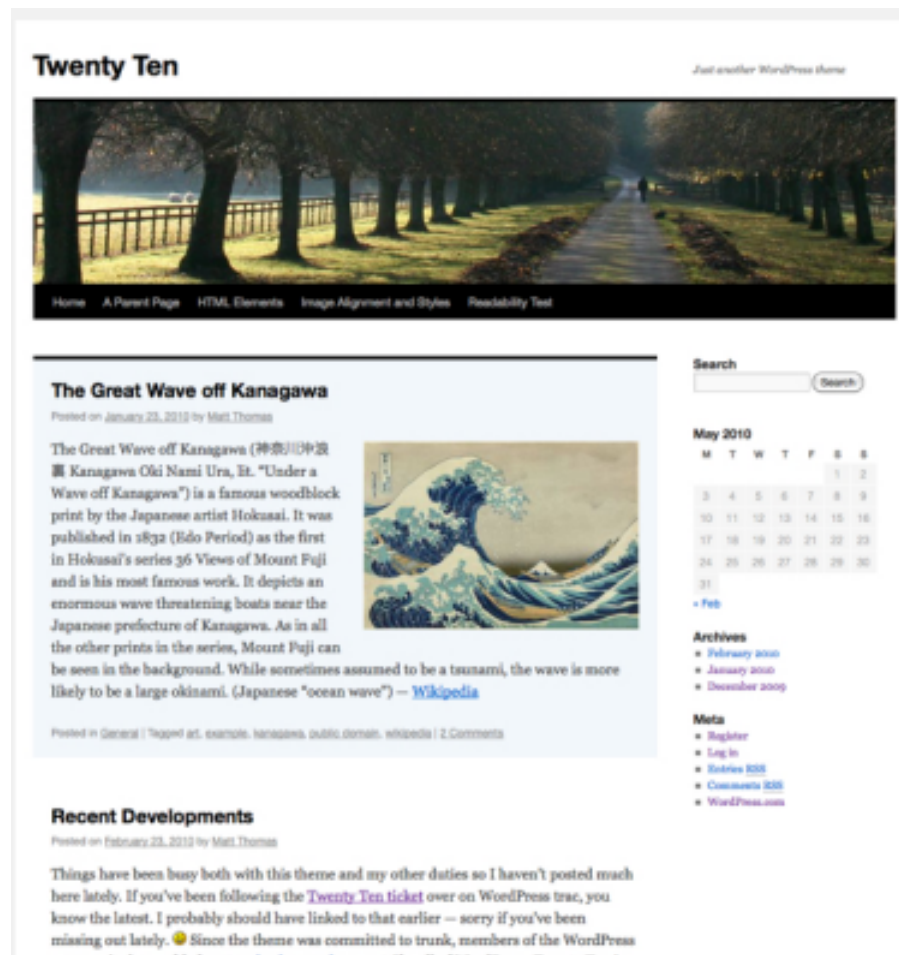 Twenty Ten
Just another WordPress theme
Home A Parent Page HTML Elements Image Alignment and Styles Readability Test
The Great Wave off Kanagawa
Posted on January 23, 2010 by Matt Thomas
The Great Wave off Kanagawa (神奈川沖浪
裏 Kanagawa Oki Nami Ura, lit. “Under a
Wave off Kanagawa”) is a famous woodblock
print by the Japanese artist Hokusai. It was
published in 1832 (Edo Period) as the first
in Hokusai’s series 36 Views of Mount Fuji
and is his most famous work. It depicts an
enormous wave threatening boats near the
Japanese prefecture of Kanagawa. As in all
the other prints in the series, Mount Fuji can
be seen in the background. While sometimes assumed to be a tsunami, the wave is more
likely to be a large okinami. (Japanese “ocean wave”) — Wikipedia
Posted in General | Tagged art, example, kanagawa, public domain, wikipedia | 2 Comments
Recent Developments
Posted on February 23, 2010 by Matt Thomas
Things have been busy both with this theme and my other duties so I haven’t posted much
here lately. If you’ve been following the Twenty Ten ticket over on WordPress trac, you
know the latest. I probably should have linked to that earlier — sorry if you’ve been
missing out lately. Since the theme was committed to trunk, members of the WordPress
Search
Search
May 2010
M T W T F S S
1 2
3 4 5 6 7 8 9
10 11 12 13 14 15 16
17 18 19 20 21 22 23
24 25 26 27 28 29 30
31
« Feb
Archives
February 2010
January 2010
December 2009
Meta
Register
Log in
Entries RSS
Comments RSS
WordPress.com